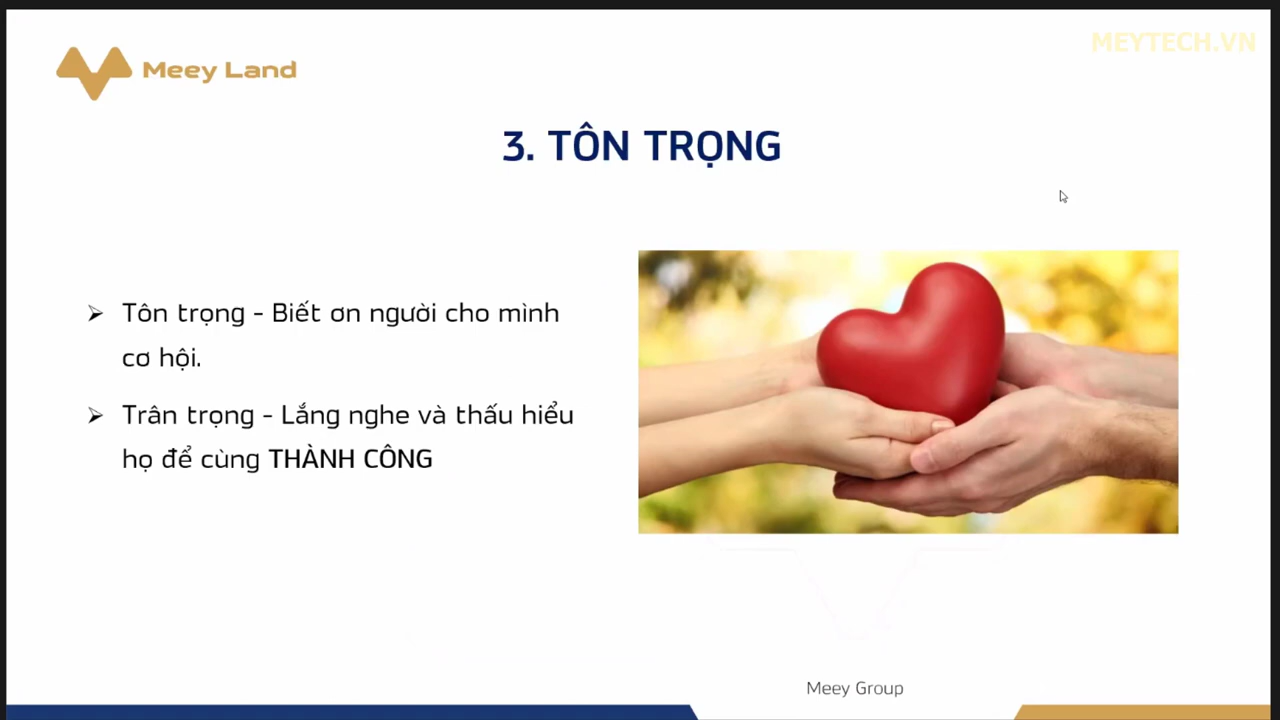 MEYTECH.VN
Meey Land
3. TÔN TRỌNG
Tôn trọng - Biết ơn người cho mình
cơ hội.
Trân trọng - Lắng nghe và thấu hiểu
họ để cùng THÀNH CÔNG
Meey Group